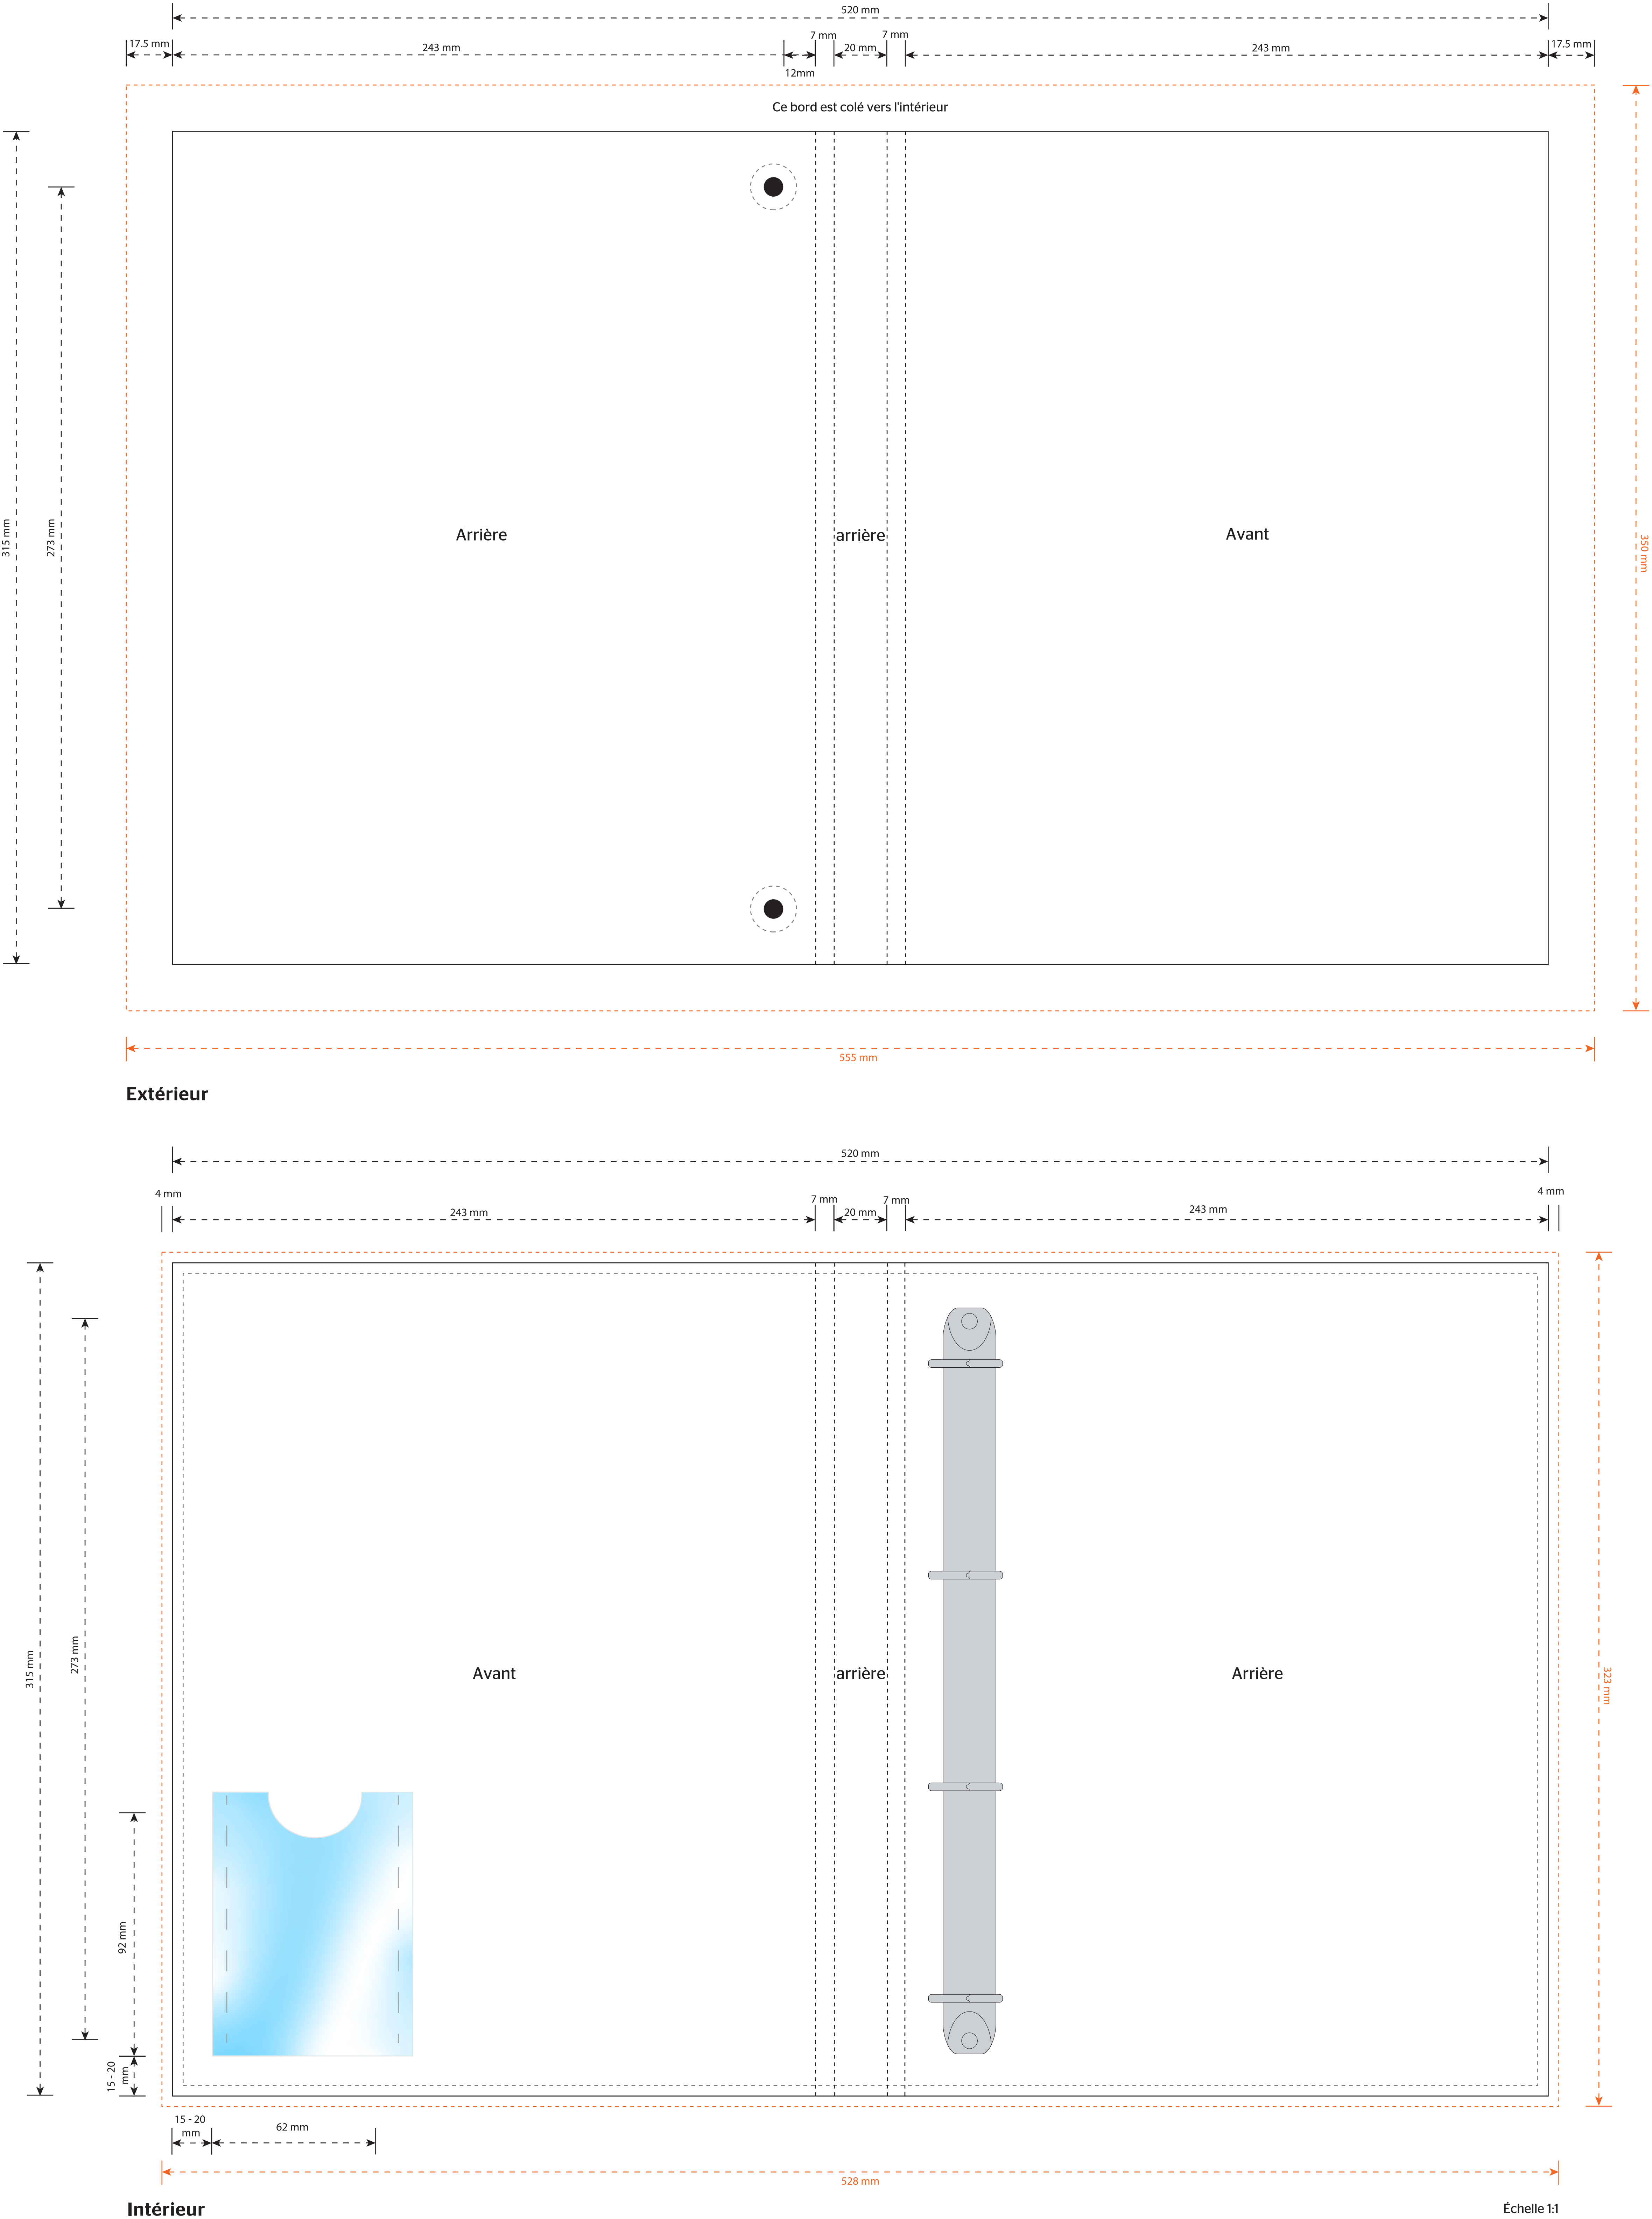 520 mm
17.5 mm
243 mm
7 mm
20 mm
7 mm
243 mm
17.5 mm
12mm
Ce bord est colé vers l'intérieur
315 mm
273 mm
Arrière
arrière
Avant
350 mm
555 mm
Extérieur
520 mm
4 mm
243 mm
7 mm
20 mm
7 mm
243 mm
4 mm
315 mm
273 mm
Avant
arrière
Arrière
323 mm
92 mm
15 - 20
mm
15 - 20
mm
62 mm
528 mm
Intérieur
Échelle 1:1